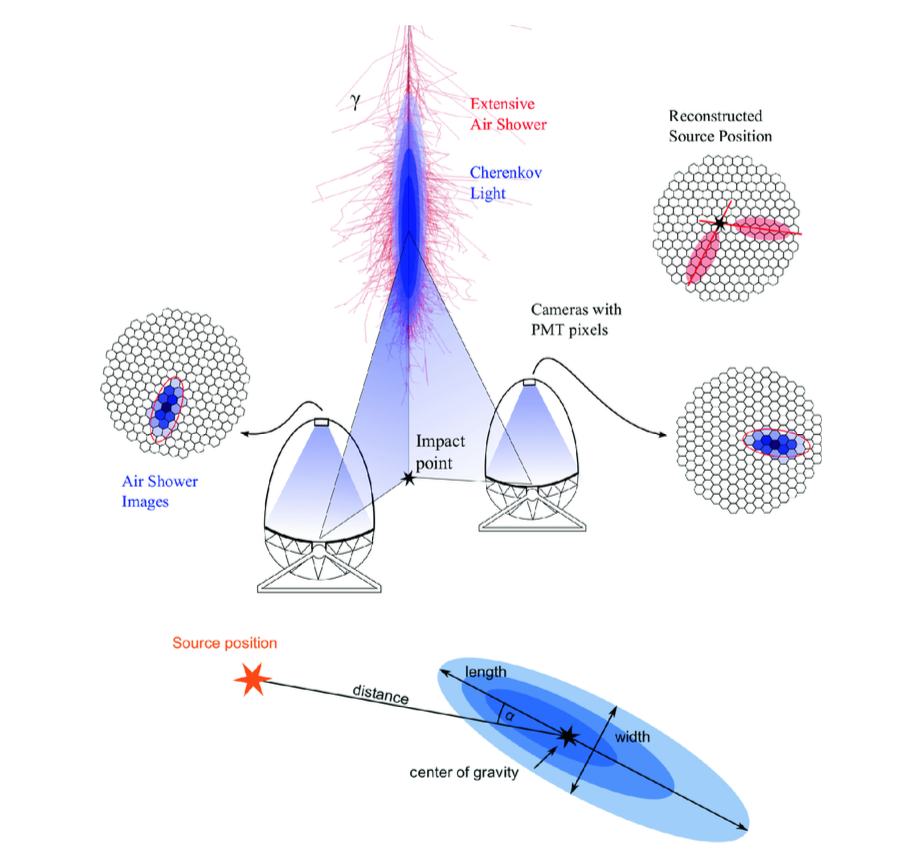 γ
Extensive
Air Shower
Cherenkov
Light
Reconstructed
Source Position
Cameras with
PMT pixels
Impact
point
Air Shower
Images
Source position
distance
length
α
width
center of gravity